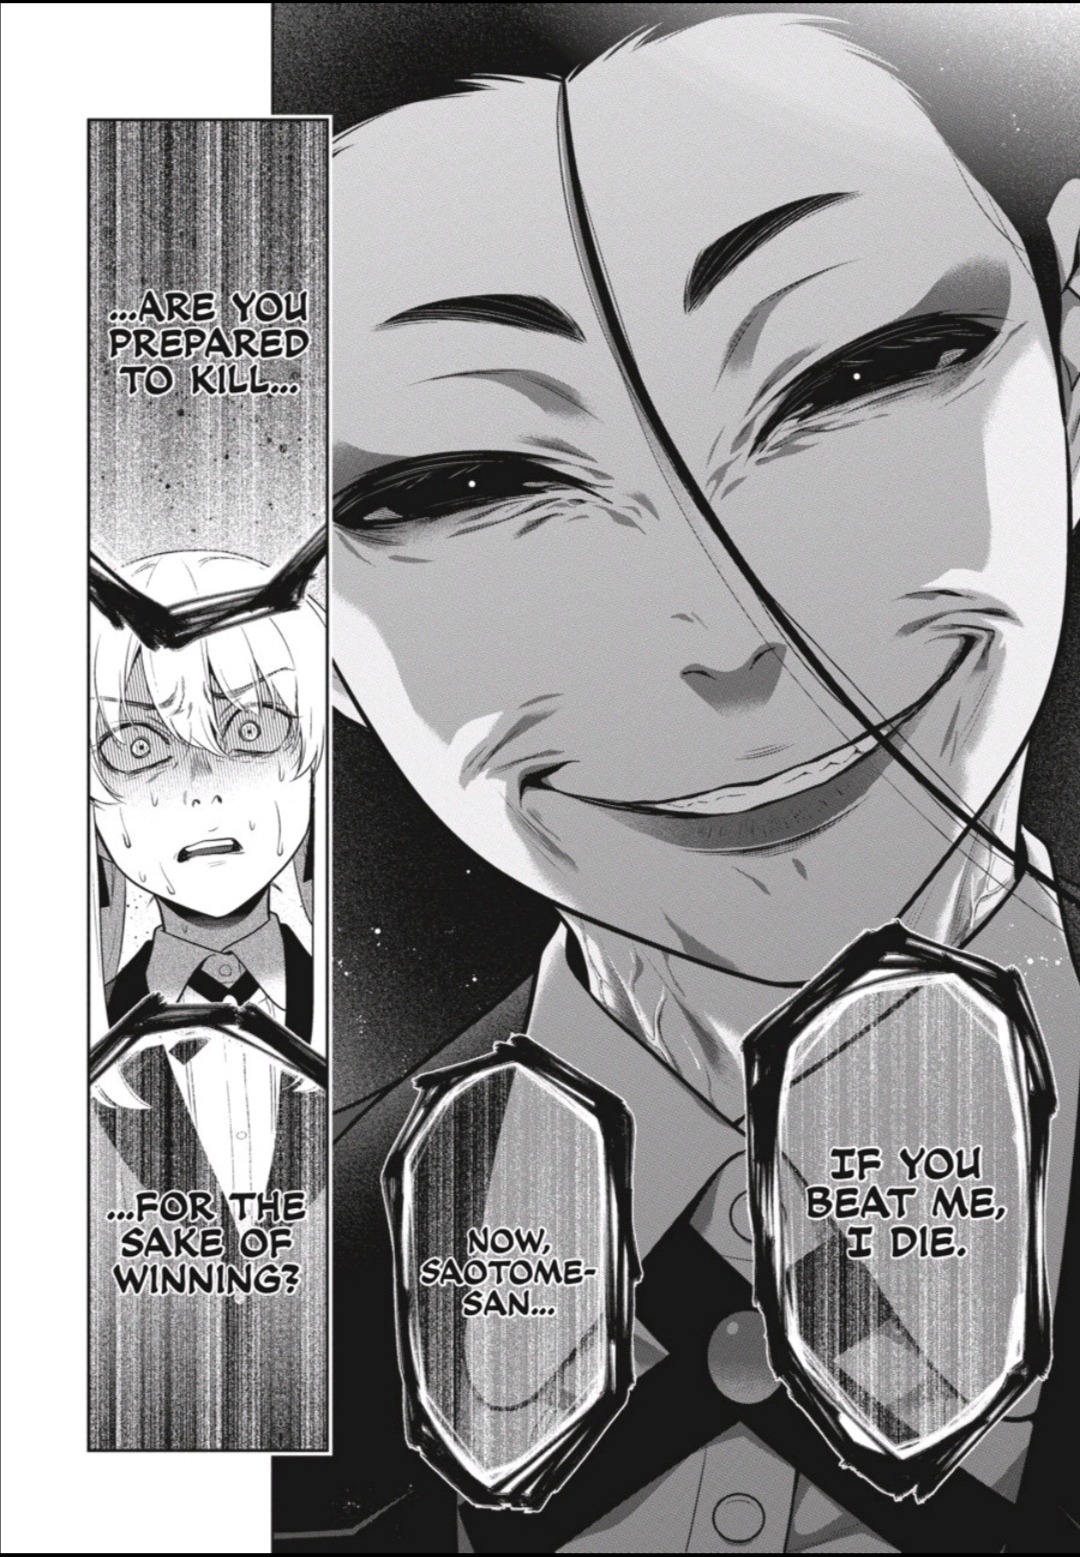 IF YOU
BEAT ME,
I DIE.
NOW,
SAOTOME-
SAN...
...ARE YOU
PREPARED
TO KILL...
...FOR THE
SAKE OF
WINNING?